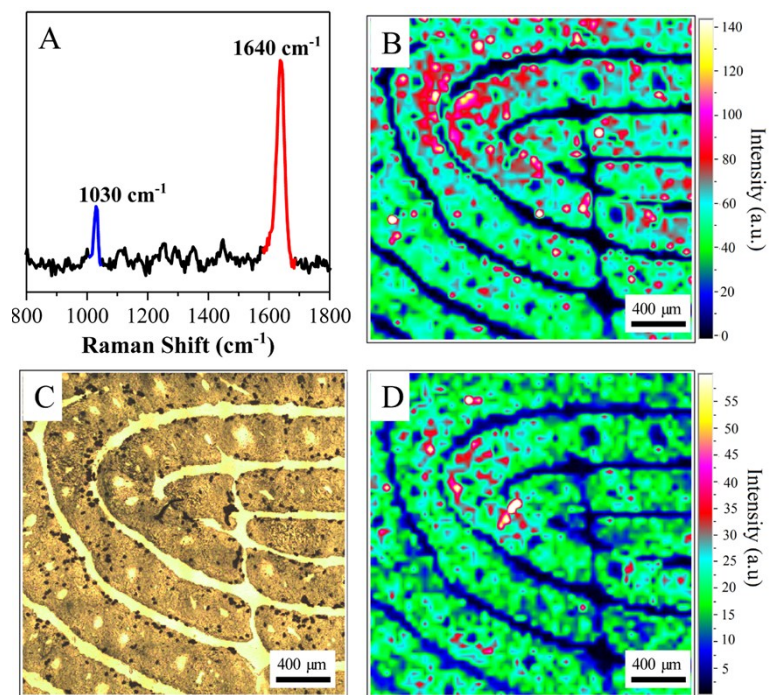 A
1640 cm-1
1030 cm-1
800 1000 1200 1400 1600 1800
Raman Shift (cm-1)
B
400 μm
140
120
100
80
60
40
20
0
Intensity (a.u.)
C
400 μm
D
400 μm
55
50
45
40
35
30
25
20
15
10
5
Intensity (a.u)